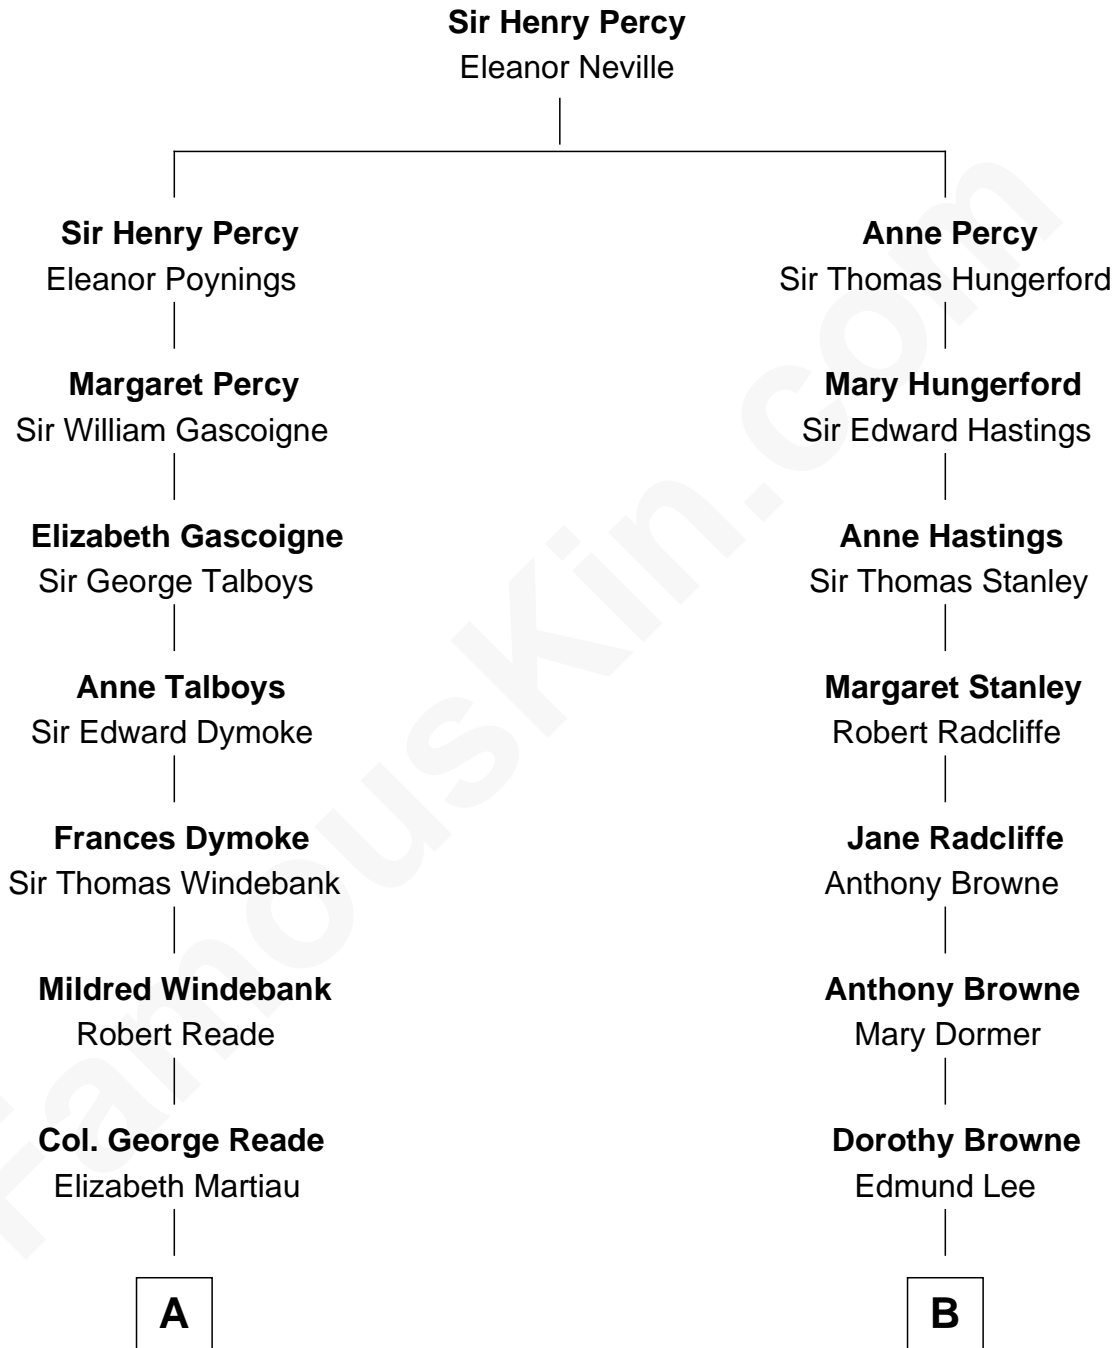 Sir Henry Percy
Eleanor Neville
Sir Henry Percy
Eleanor Poynings
Margaret Percy
Sir William Gascoigne
Elizabeth Gascoigne
Sir George Talboys
Anne Talboys
Sir Edward Dymoke
Frances Dymoke
Sir Thomas Windebank
Mildred Windebank
Robert Reade
Col. George Reade
Elizabeth Martiau
A
Anne Percy
Sir Thomas Hungerford
Mary Hungerford
Sir Edward Hastings
Anne Hastings
Sir Thomas Stanley
Margaret Stanley
Robert Radcliffe
Jane Radcliffe
Anthony Browne
Anthony Browne
Mary Dormer
Dorothy Browne
Edmund Lee
B
FamousKin.com